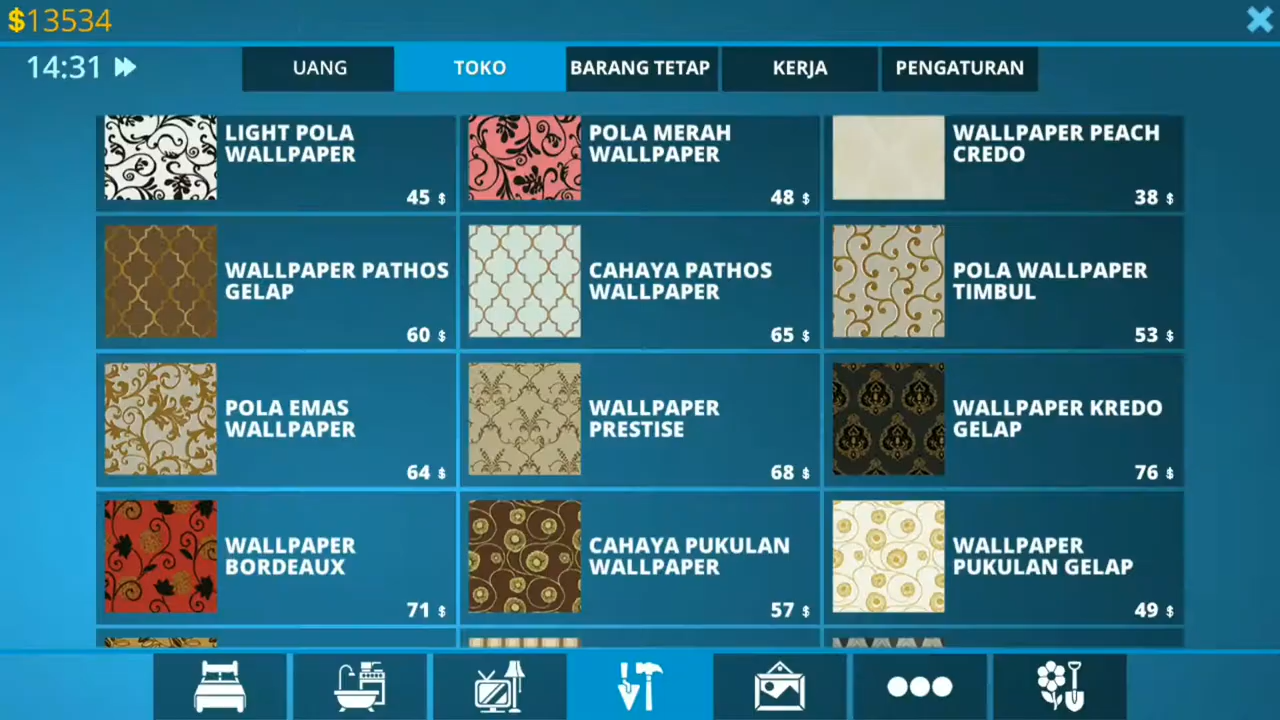 $13534
14:31
UANG
TOKO
BARANG TETAP
KERJA
PENGATURAN
LIGHT POLA
WALLPAPER
45 $
POLA MERAH
WALLPAPER
48 $
WALLPAPER PEACH
CREDO
38 $
WALLPAPER PATHOS
GELAP
60 $
CAHAYA PATHOS
WALLPAPER
65 $
POLA WALLPAPER
TIMBUL
53 $
POLA EMAS
WALLPAPER
64 $
WALLPAPER
PRESTISE
68 $
WALLPAPER KREDO
GELAP
76 $
WALLPAPER
BORDEAUX
71 $
CAHAYA PUKULAN
WALLPAPER
57 $
WALLPAPER
PUKULAN GELAP
49 $